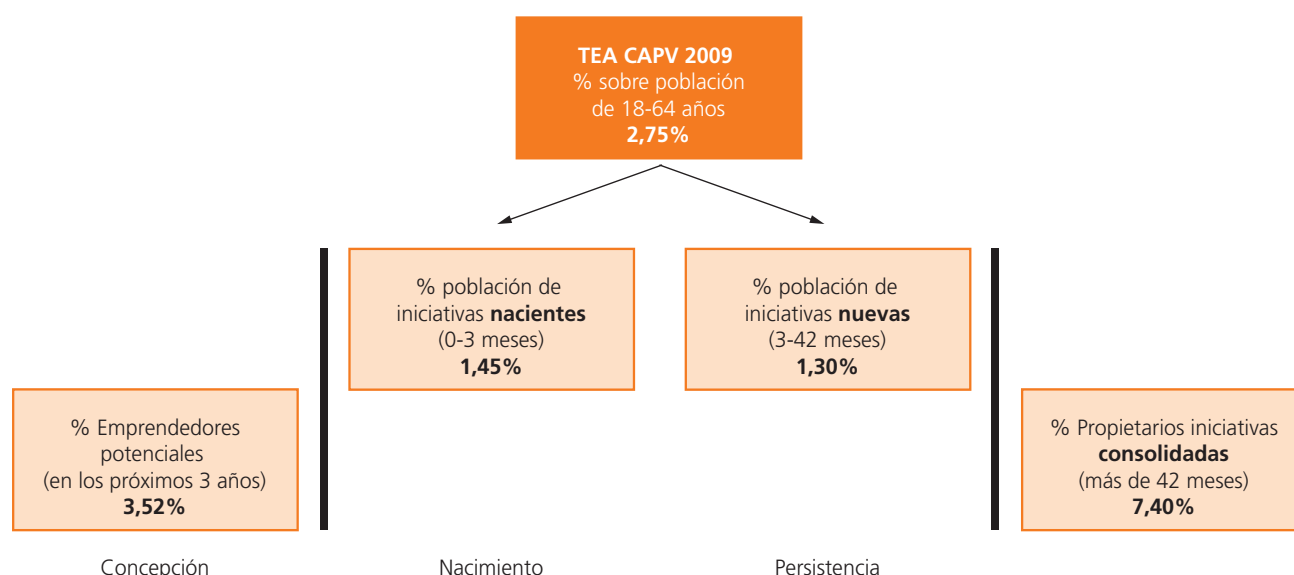 TEA CAPV 2009
% sobre población
de 18-64 años
2,75%
% población de
iniciativas nacientes
(0-3 meses)
1,45%
% población de
iniciativas nuevas
(3-42 meses)
1,30%
% Emprendedores
potenciales
(en los próximos 3 años)
3,52%
% Propietarios iniciativas
consolidadas
(más de 42 meses)
7,40%
Concepción
Nacimiento
Persistencia